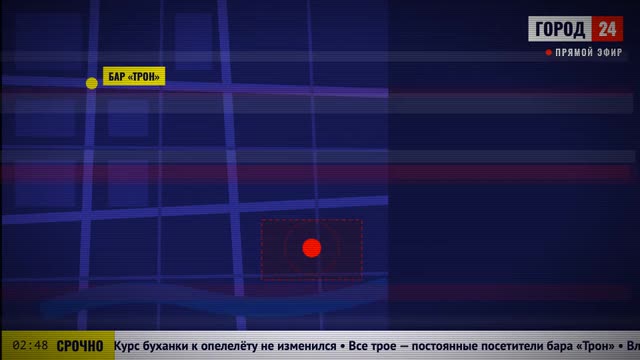 ГОРОД 24
ПРЯМОЙ ЭФИР
БАР «ТРОН»
02:48 СРОЧНО Курс буханки к опелелёту не изменился • Все трое — постоянные посетители бара «Трон» • Вл